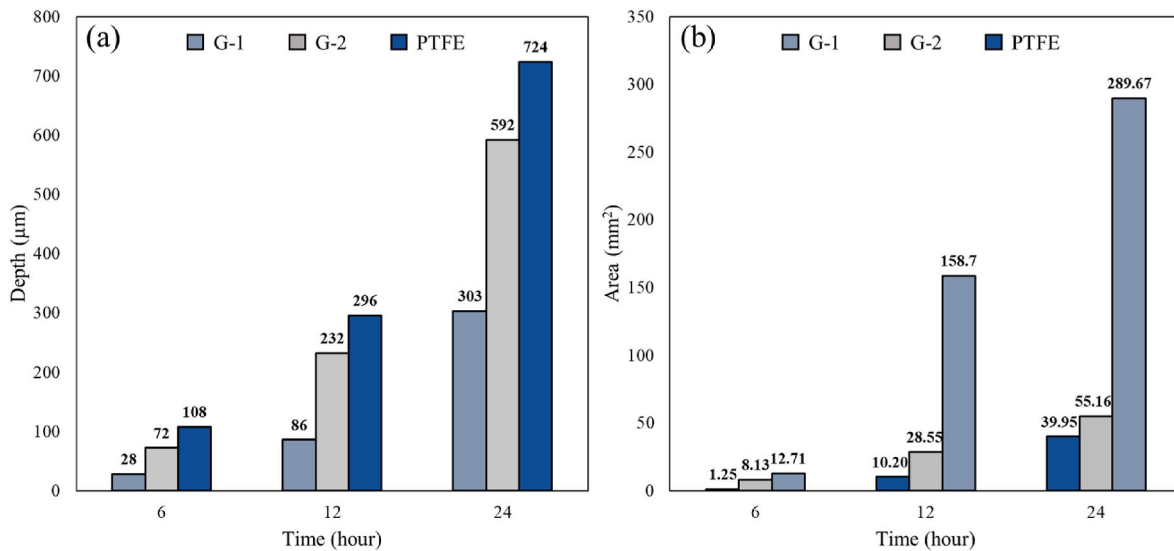 (a)
G-1 G-2 PTFE
Depth (μm)
800
700
600
500
400
300
200
100
0
28 72 108
86 232 296
303 592 724
6 12 24
Time (hour)
(b)
G-1 G-2 PTFE
Area (mm²)
350
300
250
200
150
100
50
0
1.25 8.13 12.71
10.20 28.55 158.7
39.95 55.16 289.67
6 12 24
Time (hour)